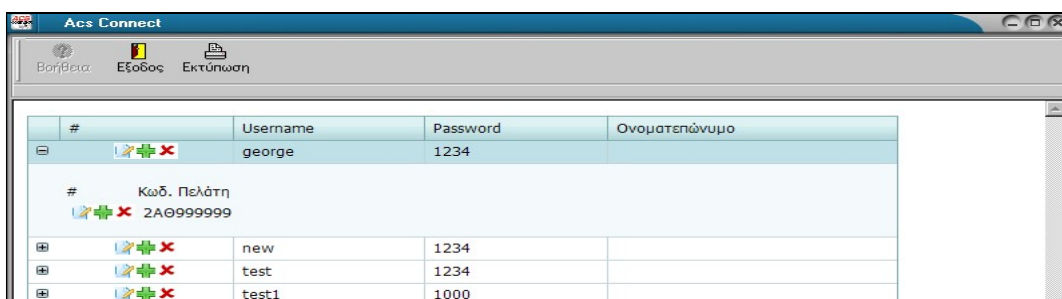 ACS
Acs Connect
Βοήθεια Εξοδος Εκτύπωση
# Username Password Ονοματεπώνυμο
george 1234
# Κωδ. Πελάτη
2ΑΘ999999
new 1234
test 1234
test1 1000